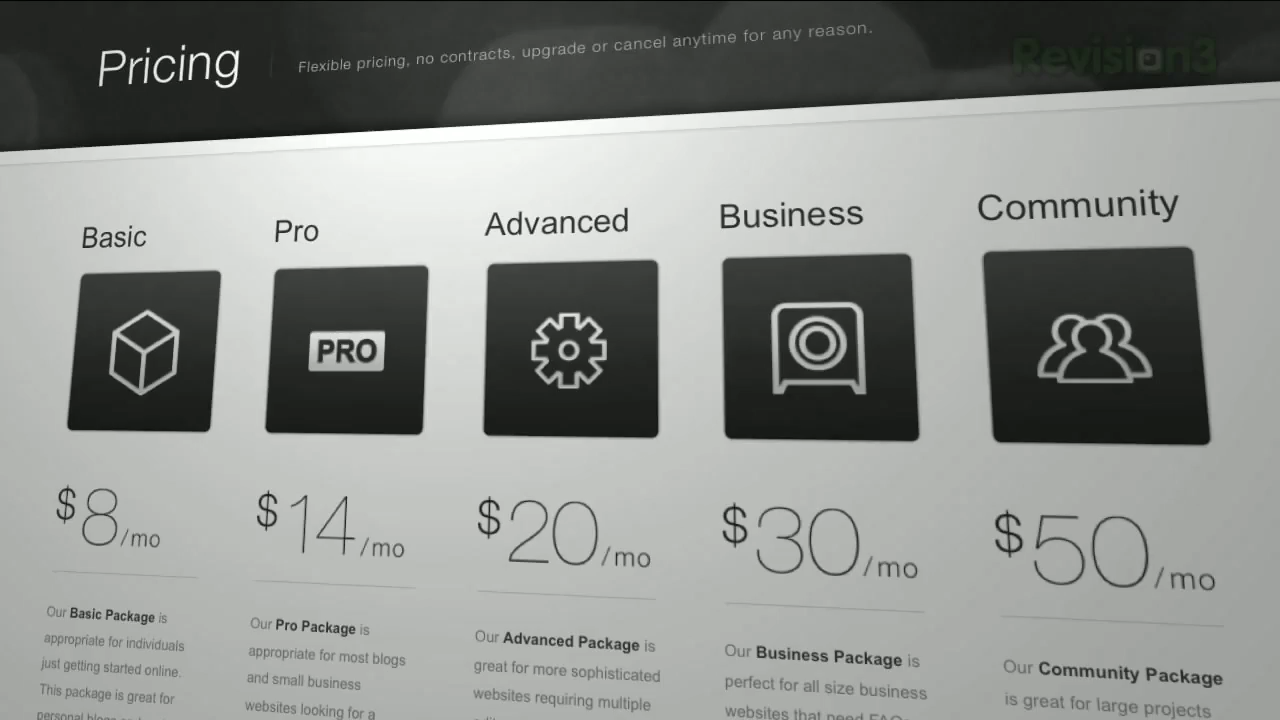 Pricing
Flexible pricing, no contracts, upgrade or cancel anytime for any reason.
Revision3
Basic
Pro
Advanced
Business
Community
PRO
$8/mo
$14/mo
$20/mo
$30/mo
$50/mo
Our Basic Package is
appropriate for individuals
just getting started online.
This package is great for
personal
Our Pro Package is
appropriate for most blogs
and small business
websites looking for a
Our Advanced Package is
great for more sophisticated
websites requiring multiple
Our Business Package is
perfect for all size business
websites that need FAQs
Our Community Package
is great for large projects